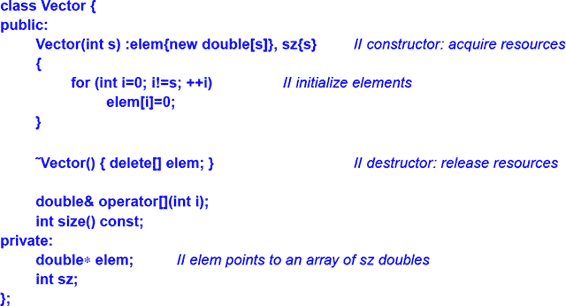 class Vector {
public:
Vector(int s) :elem{new double[s]}, sz{s} // constructor: acquire resources
{
for (int i=0; i!=s; ++i) // initialize elements
elem[i]=0;
}
~Vector() { delete[] elem; } // destructor: release resources
double& operator[](int i);
int size() const;
private:
double* elem; // elem points to an array of sz doubles
int sz;
};